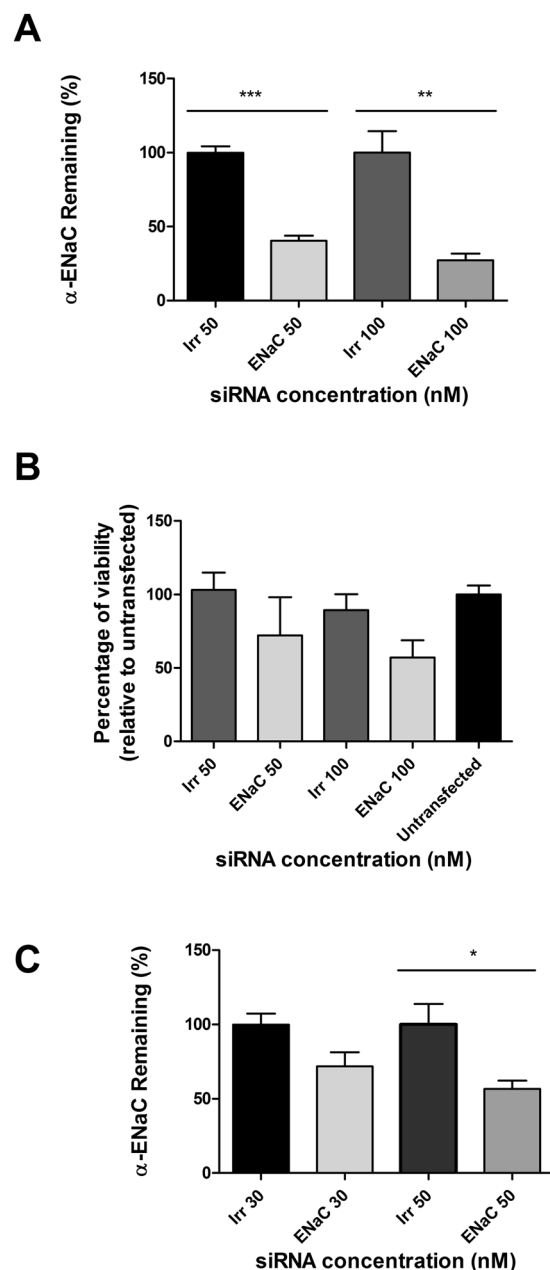 A
α-ENaC Remaining (%)
150
100
50
0
***
**
Irr 50
ENaC 50
Irr 100
ENaC 100
siRNA concentration (nM)
B
Percentage of viability
(relative to untransfected)
150
100
50
0
Irr 50
ENaC 50
Irr 100
ENaC 100
Untransfected
siRNA concentration (nM)
C
α-ENaC Remaining (%)
150
100
50
0
*
Irr 30
ENaC 30
Irr 50
ENaC 50
siRNA concentration (nM)